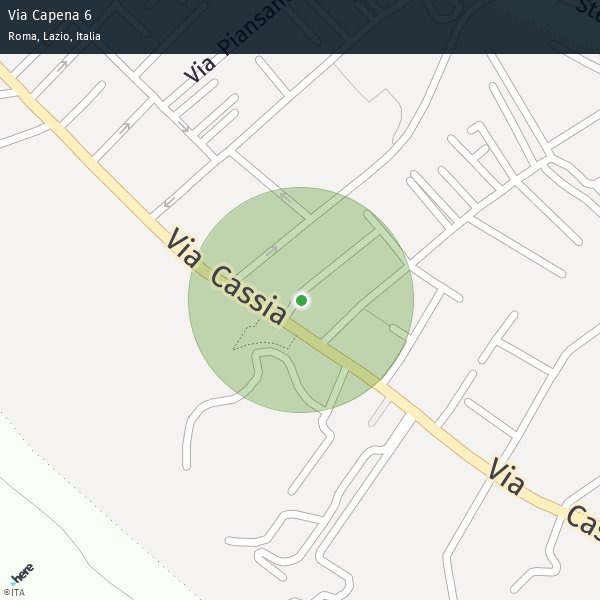 Via Capena 6
Roma, Lazio, Italia
Via Piansano
Via Cassia
Via
Cas
here
©ITA